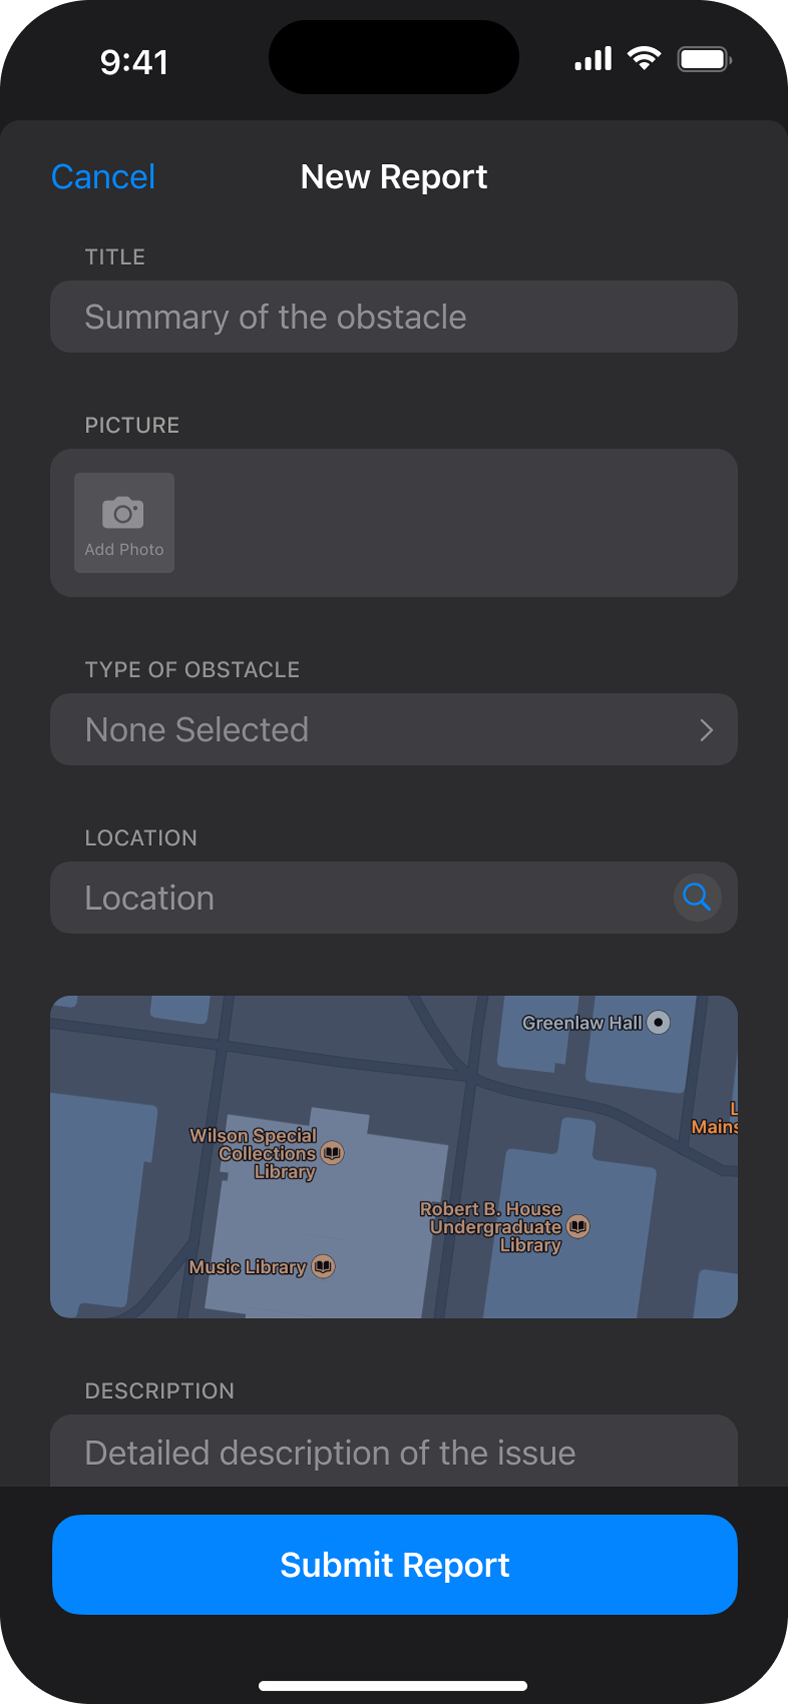 9:41
Cancel
New Report
TITLE
Summary of the obstacle
PICTURE
Add Photo
TYPE OF OBSTACLE
None Selected
LOCATION
Location
Greenlaw Hall
L
Mains
Wilson Special
Collections
Library
Robert B. House
Undergraduate
Library
Music Library
DESCRIPTION
Detailed description of the issue
Submit Report